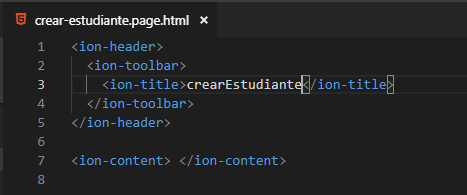 crear-estudiante.page.html ×
1 <ion-header>
2 <ion-toolbar>
3 <ion-title>crearEstudiante</ion-title>
4 </ion-toolbar>
5 </ion-header>
6
7 <ion-content> </ion-content>
8